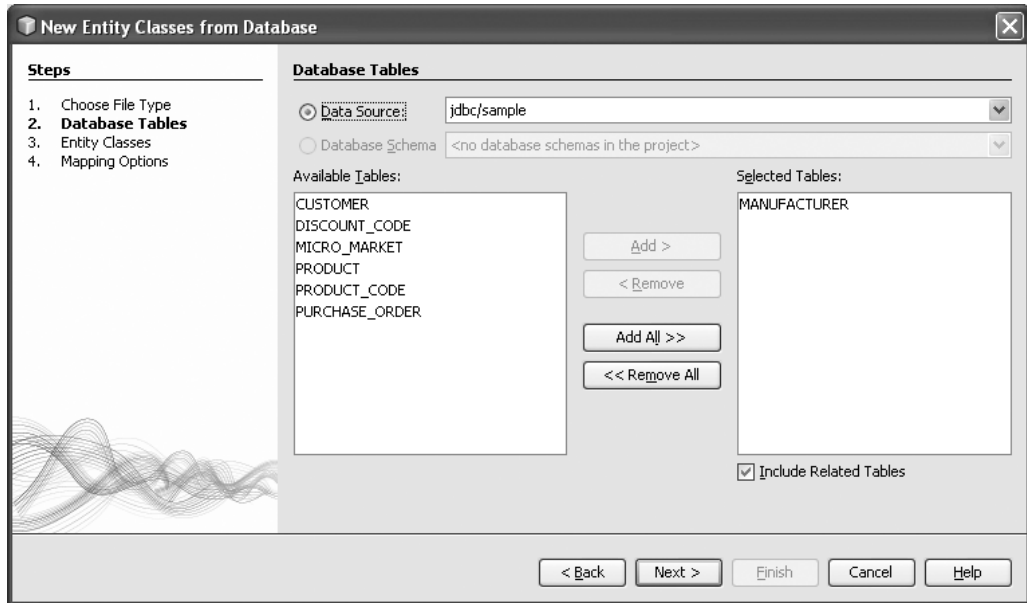 New Entity Classes from Database
Steps
1. Choose File Type
2. Database Tables
3. Entity Classes
4. Mapping Options
Database Tables
Data Source: jdbc/sample
Database Schema <no database schemas in the project>
Available Tables:
CUSTOMER
DISCOUNT_CODE
MICRO_MARKET
PRODUCT
PRODUCT_CODE
PURCHASE_ORDER
Add >
< Remove
Add All >>
<< Remove All
Selected Tables:
MANUFACTURER
Include Related Tables
< Back Next > Finish Cancel Help